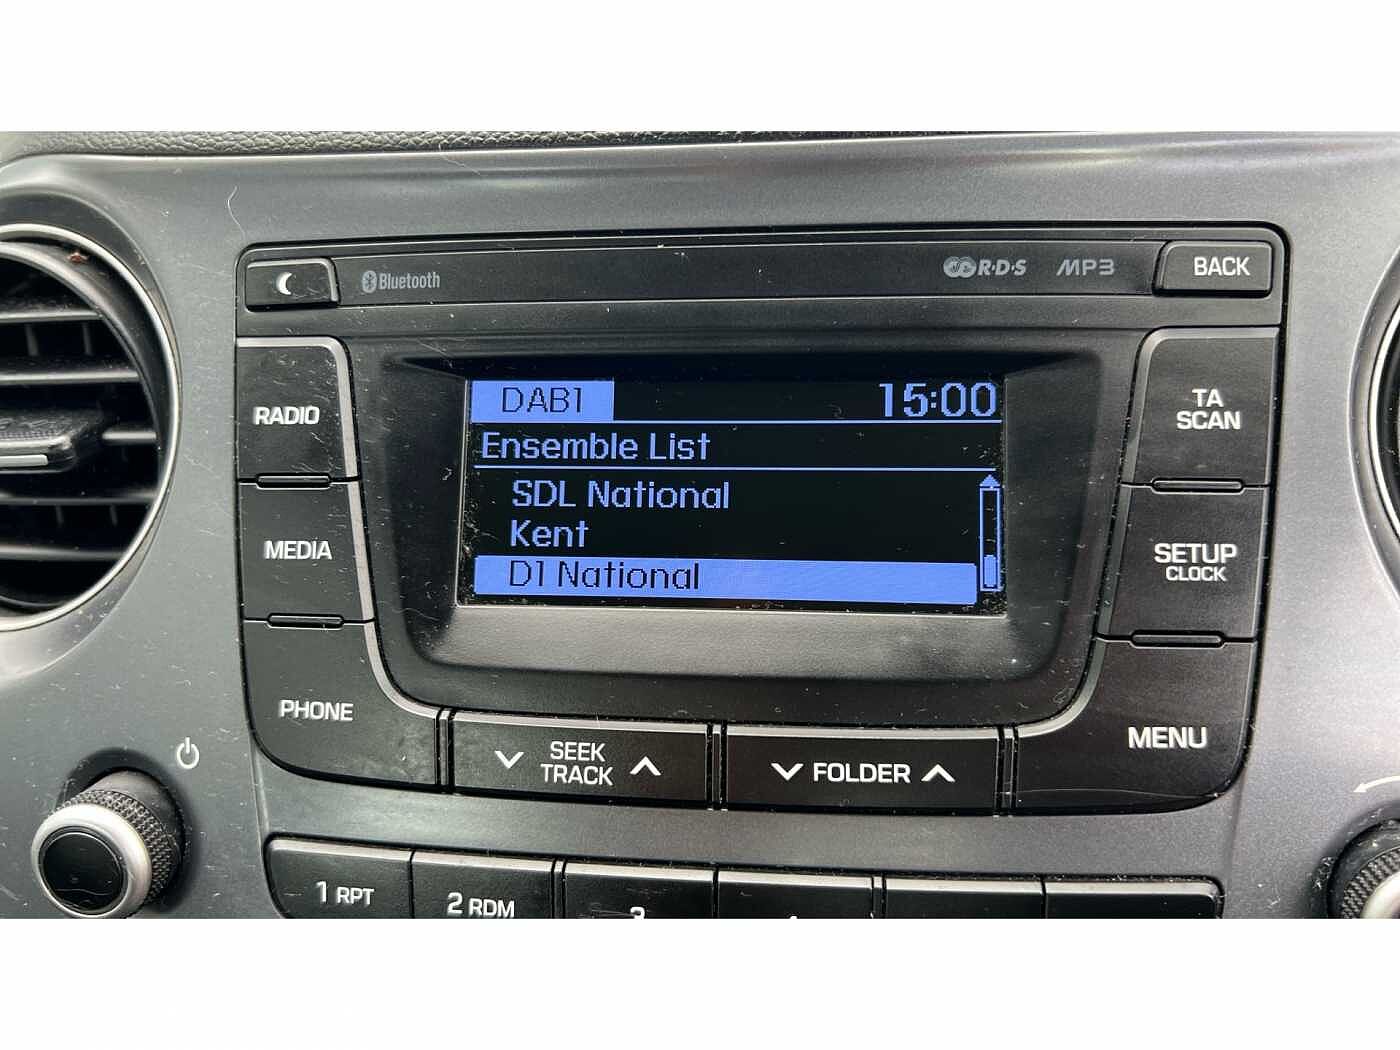 Bluetooth
R·D·S MP3
BACK
RADIO
MEDIA
PHONE
DAB1 15:00
Ensemble List
SDL National
Kent
D1 National
TA
SCAN
SETUP
CLOCK
MENU
SEEK
TRACK
FOLDER
1 RPT
2 RDM
3